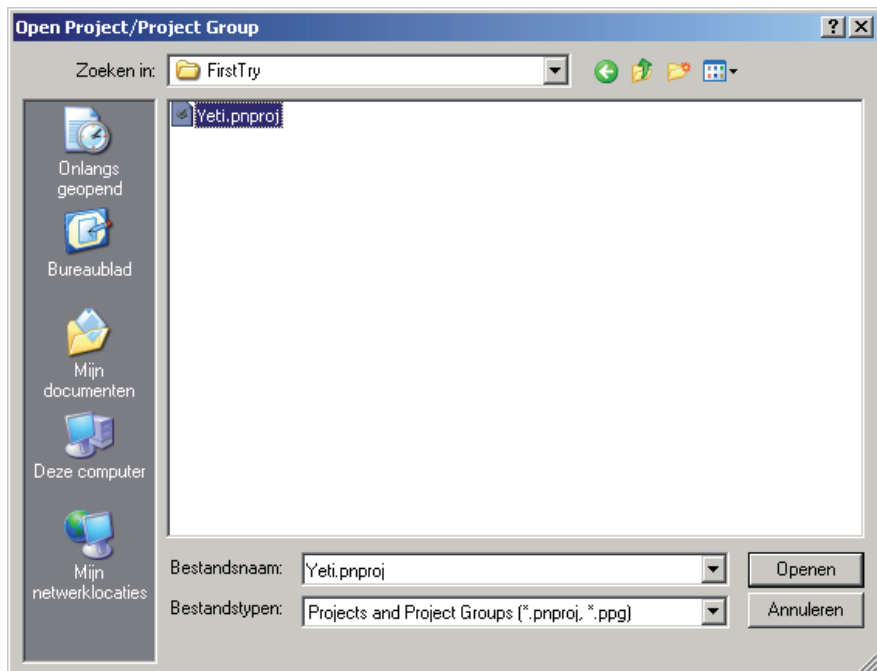 Open Project/Project Group
Zoeken in:
FirstTry
Yeti.pnproj
Onlangs
geopend
Bureaublad
Mijn
documenten
Deze computer
Mijn
netwerklocaties
Bestandsnaam:
Yeti.pnproj
Openen
Bestandstypen:
Projects and Project Groups (*.pnproj, *.ppg)
Annuleren